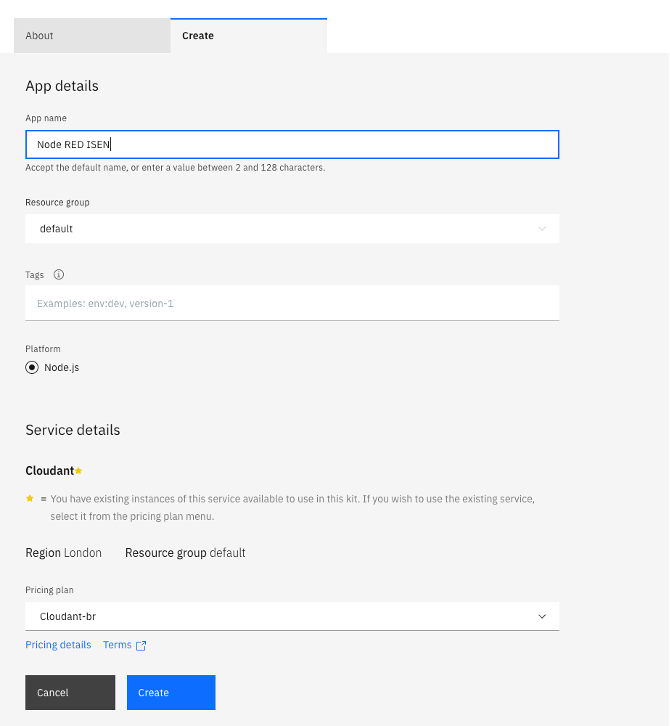 About
Create
App details
App name
Node RED ISEN
Accept the default name, or enter a value between 2 and 128 characters.
Resource group
default
Tags
Examples: env:dev, version-1
Platform
Node.js
Service details
Cloudant
= You have existing instances of this service available to use in this kit. If you wish to use the existing service,
select it from the pricing plan menu.
Region London Resource group default
Pricing plan
Cloudant-br
Pricing details Terms
Cancel
Create